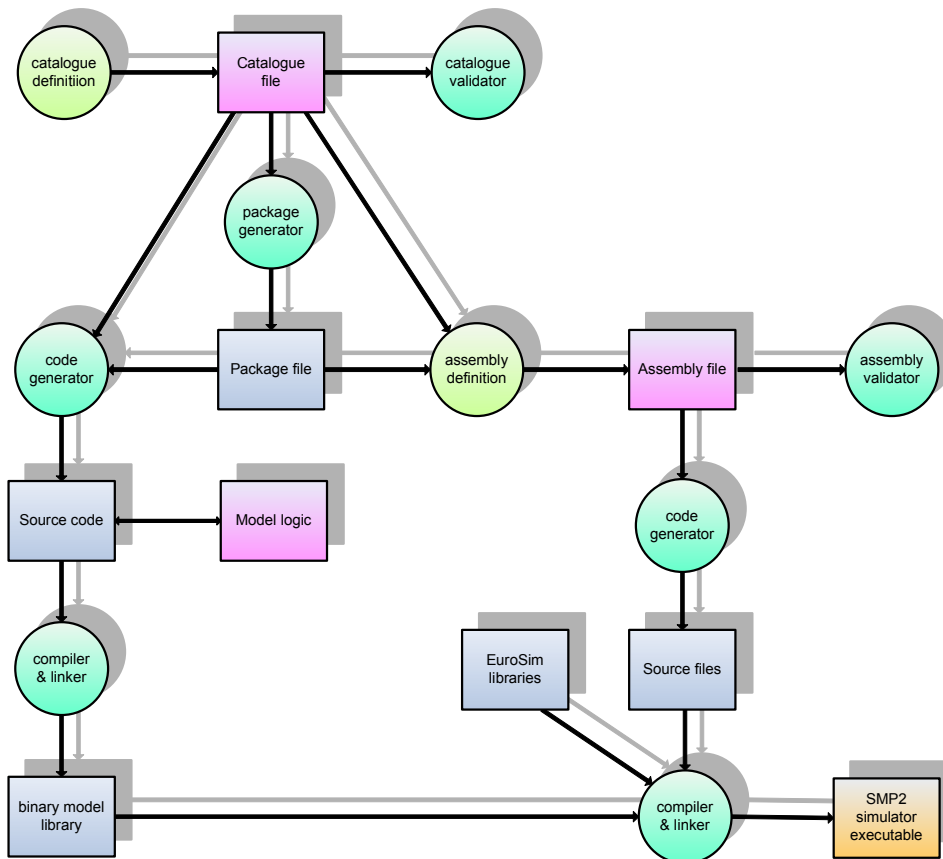 catalogue
definitiion
Catalogue
file
catalogue
validator
package
generator
code
generator
Package file
assembly
definition
Assembly file
assembly
validator
Source code
Model logic
code
generator
compiler
& linker
EuroSim
libraries
Source files
binary model
library
compiler
& linker
SMP2
simulator
executable